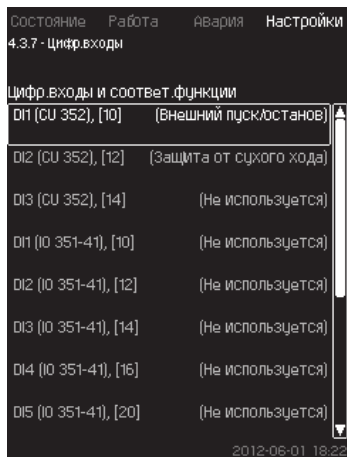 Состояние Работа Авария Настройки
4.3.7 - Цифр.входы
Цифр.входы и соответ.функции
DI1 (CU 352), [10] (Внешний пуск/останов)
DI2 (CU 352), [12] (Защита от сухого хода)
DI3 (CU 352), [14] (Не используется)
DI1 (IO 351-41), [10] (Не используется)
DI2 (IO 351-41), [12] (Не используется)
DI3 (IO 351-41), [14] (Не используется)
DI4 (IO 351-41), [16] (Не используется)
DI5 (IO 351-41), [20] (Не используется)
2012-06-01 18:22